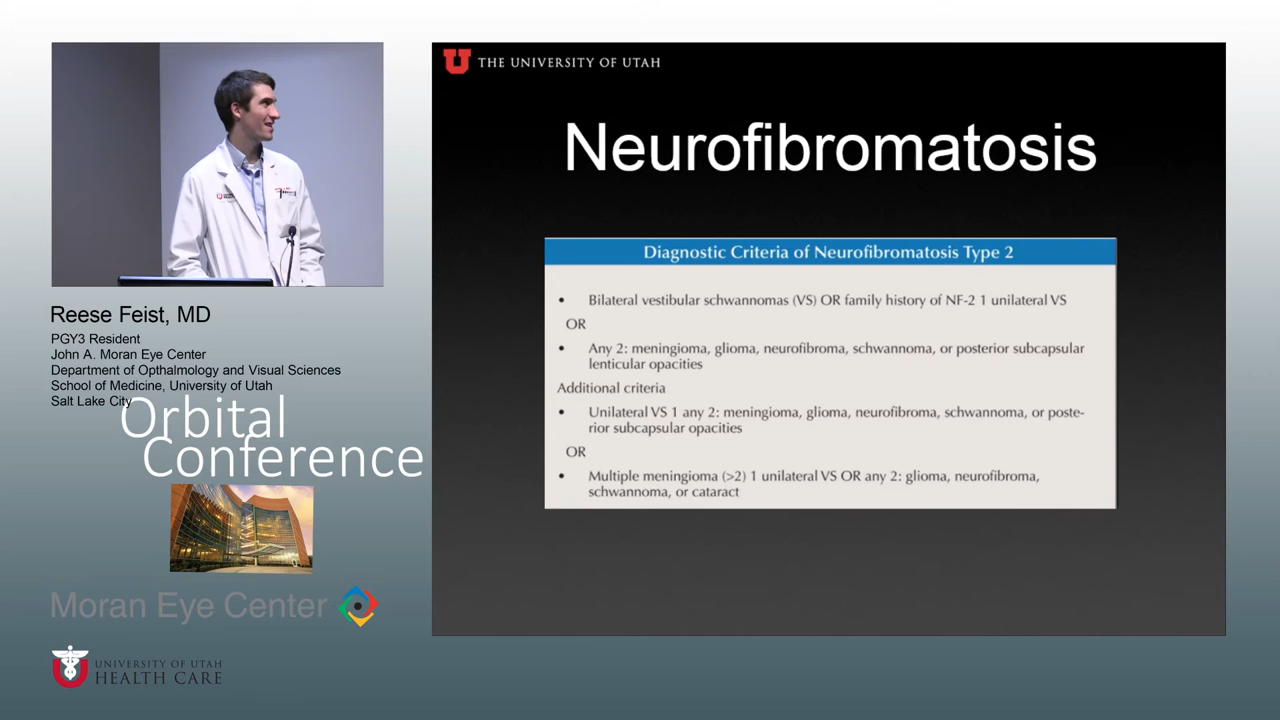 Reese Feist, MD
PGY3 Resident
John A. Moran Eye Center
Department of Opthalmology and Visual Sciences
School of Medicine, University of Utah
Salt Lake City
Orbital
Conference
Moran Eye Center
UNIVERSITY OF UTAH
HEALTH CARE
THE UNIVERSITY OF UTAH
Neurofibromatosis
Diagnostic Criteria of Neurofibromatosis Type 2
• Bilateral vestibular schwannomas (VS) OR family history of NF-2 1 unilateral VS
OR
• Any 2: meningioma, glioma, neurofibroma, schwannoma, or posterior subcapsular
lenticular opacities
Additional criteria
• Unilateral VS 1 any 2: meningioma, glioma, neurofibroma, schwannoma, or poste-
rior subcapsular opacities
OR
• Multiple meningioma (>2) 1 unilateral VS OR any 2: glioma, neurofibroma,
schwannoma, or cataract